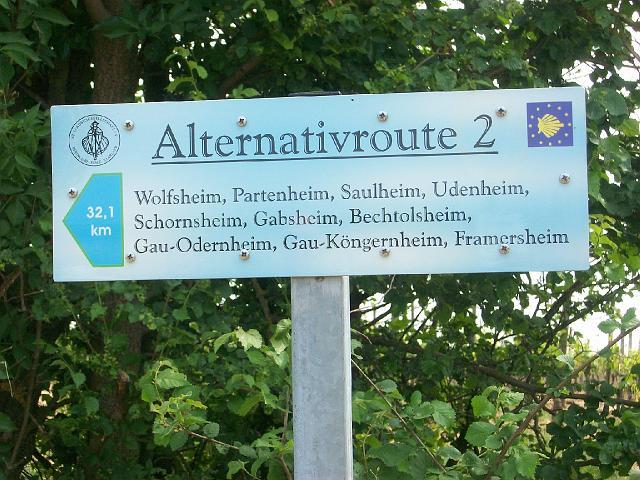 Alternativroute 2
32,1
km
Wolfsheim, Partenheim, Saulheim, Udenheim,
Schornsheim, Gabsheim, Bechtolsheim,
Gau-Odernheim, Gau-Köngernheim, Framersheim